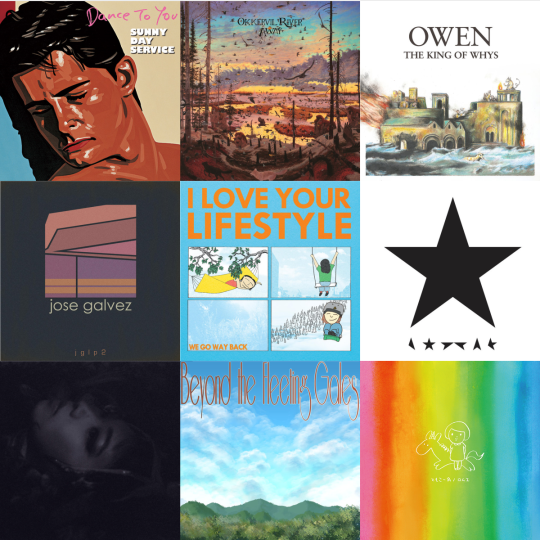 Dance To You
SUNNY
DAY
SERVICE
OKKERVIL RIVER
AWAY
OWEN
THE KING OF WHYS
jose galvez
I LOVE YOUR
LIFESTYLE
WE GO WAY BACK
Beyond the Fleeting Gales